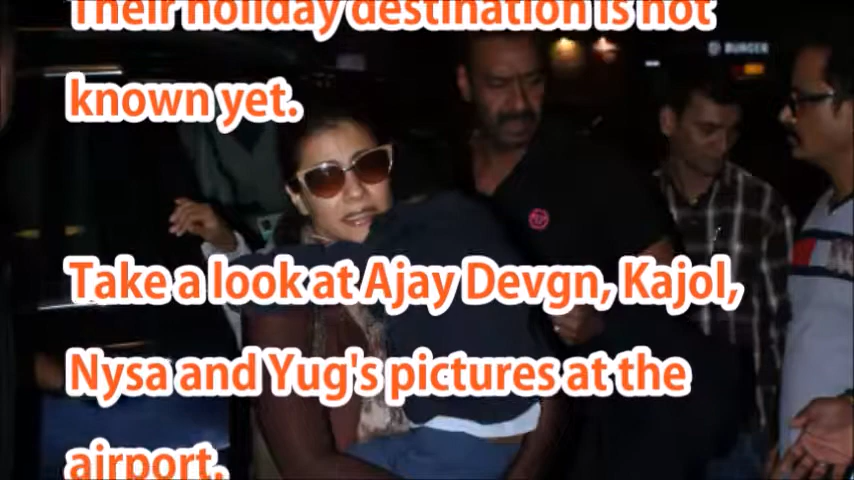 Their holiday destination is not
BURGER
known yet.
Take a look at Ajay Devgn, Kajol,
Nysa and Yug's pictures at the
airport.